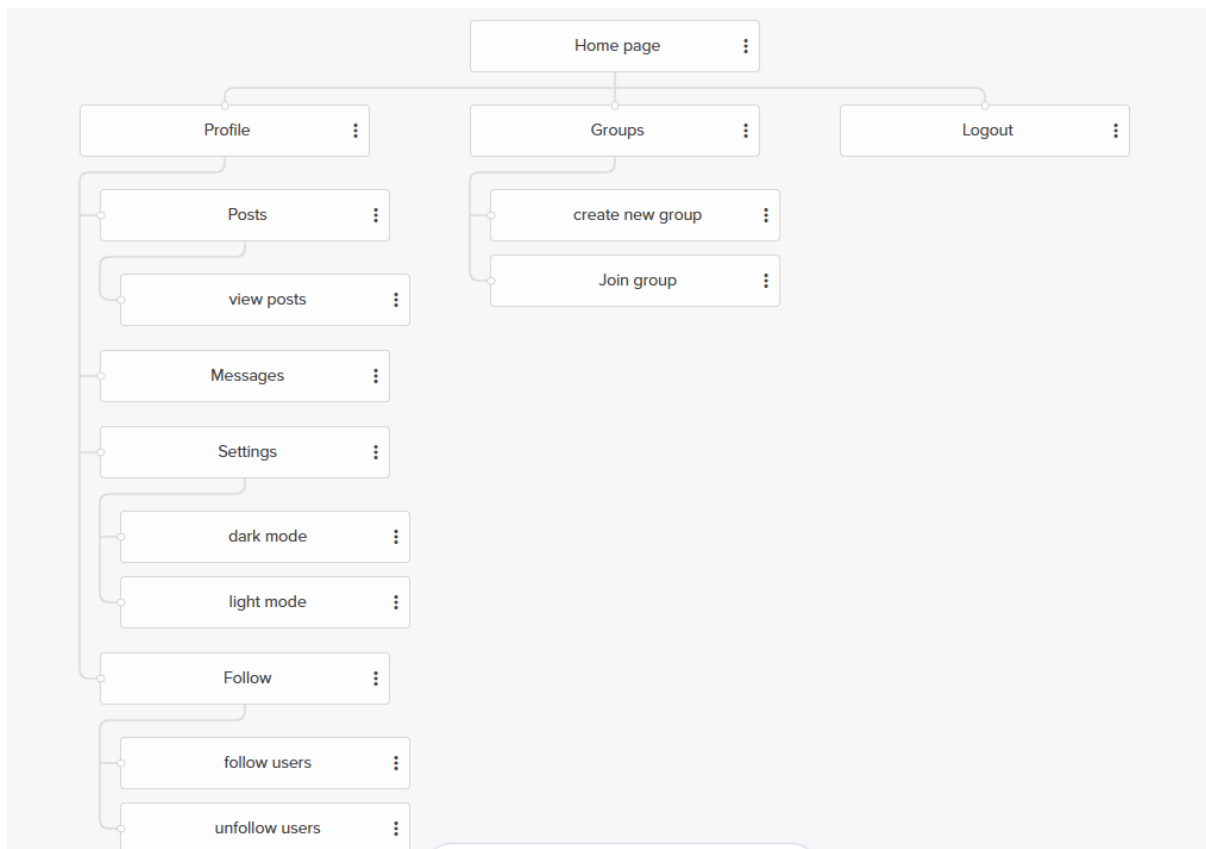 Home page
Profile
Groups
Logout
Posts
create new group
view posts
Join group
Messages
Settings
dark mode
light mode
Follow
follow users
unfollow users